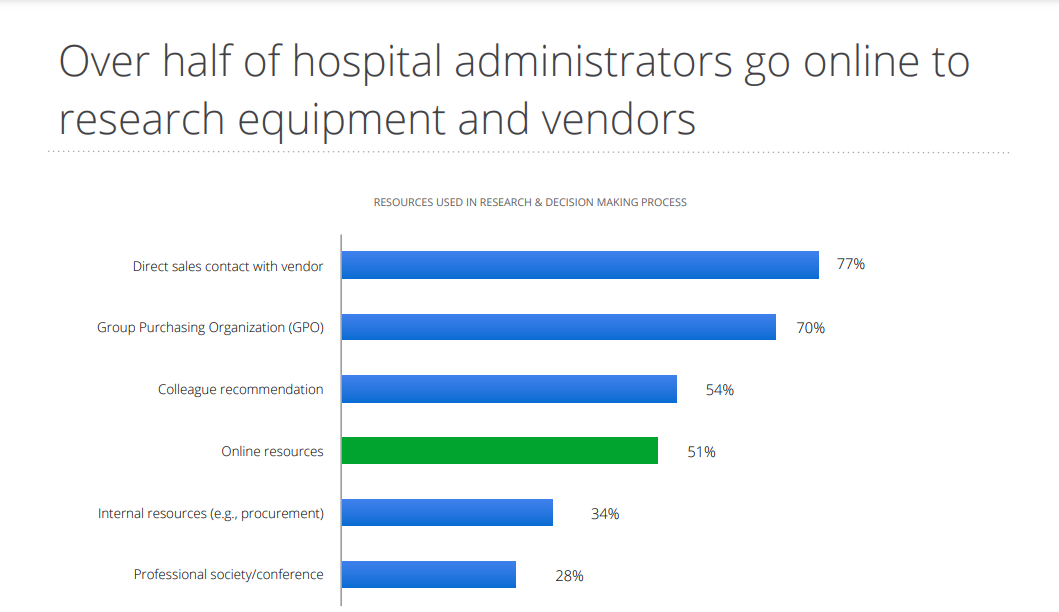 Over half of hospital administrators go online to
research equipment and vendors
RESOURCES USED IN RESEARCH & DECISION MAKING PROCESS
Direct sales contact with vendor 77%
Group Purchasing Organization (GPO) 70%
Colleague recommendation 54%
Online resources 51%
Internal resources (e.g., procurement) 34%
Professional society/conference 28%